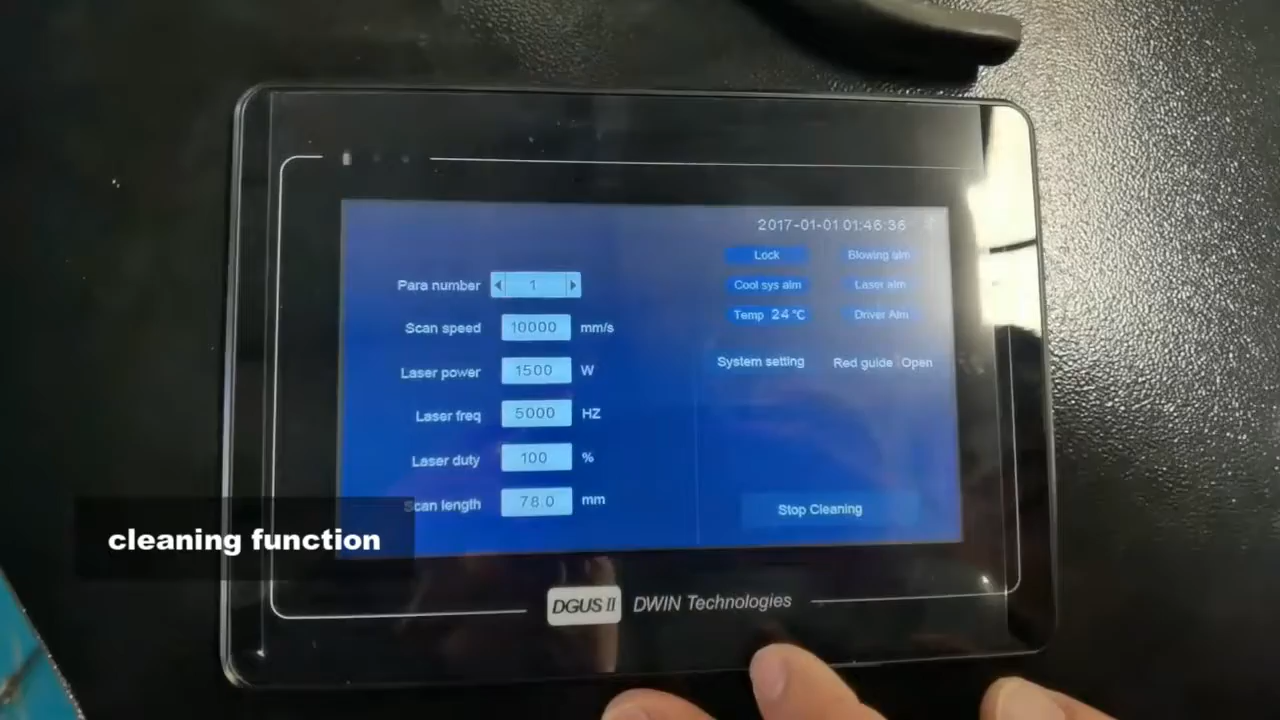 2017-01-01 01:46:36
Para number 1
Scan speed 10000 mm/s
Laser power 1500 W
Laser freq 5000 HZ
Laser duty 100 %
Scan length 78.0 mm
Lock Blowing alm
Cool sys alm Laser alm
Temp 24℃ Driver Alm
System setting Red guide Open
Stop Cleaning
cleaning function
DGUS II DWIN Technologies